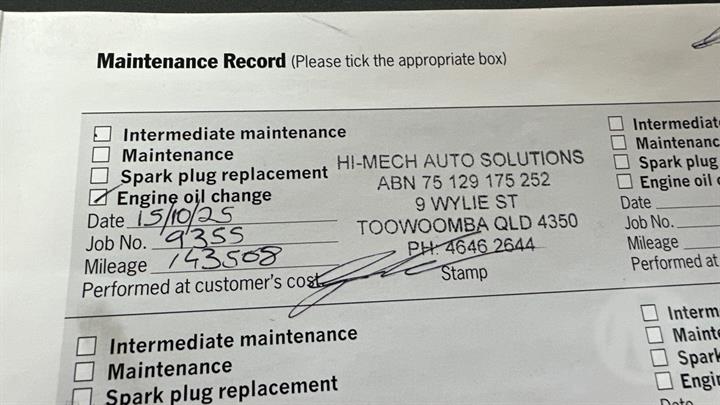 Maintenance Record (Please tick the appropriate box)
Intermediate maintenance
Maintenance
Spark plug replacement
Engine oil change
Date 15/10/25
Job No. 9355
Mileage 143508
Performed at customer's cost
HI-MECH AUTO SOLUTIONS
ABN 75 129 175 252
9 WYLIE ST
TOOWOOMBA QLD 4350
PH: 4646 2644
Stamp
Intermediat
Maintenanc
Spark plug
Engine oil c
Date
Job No.
Mileage
Performed at
Intermediate maintenance
Maintenance
Spark plug replacement
Interm
Mainte
Spark
Engin
Date